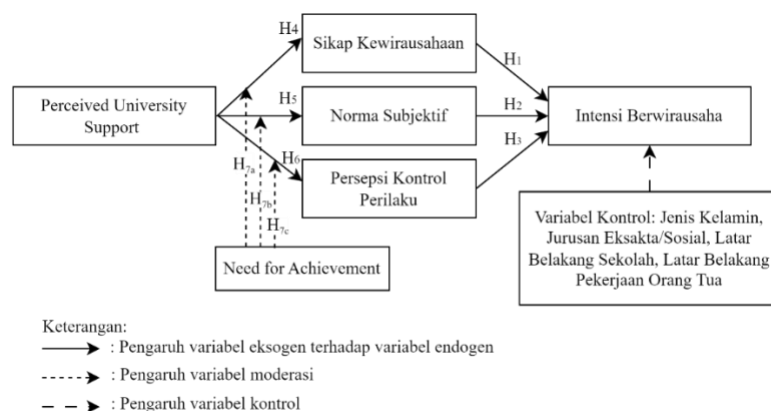 H4
Sikap Kewirausahaan
H1
Perceived University
Support
H5
Norma Subjektif
H2
Intensi Berwirausaha
H3
H6
Persepsi Kontrol
Perilaku
H7a
H7b
H7c
Need for Achievement
Variabel Kontrol: Jenis Kelamin,
Jurusan Eksakta/Sosial, Latar
Belakang Sekolah, Latar Belakang
Pekerjaan Orang Tua
Keterangan:
: Pengaruh variabel eksogen terhadap variabel endogen
: Pengaruh variabel moderasi
: Pengaruh variabel kontrol